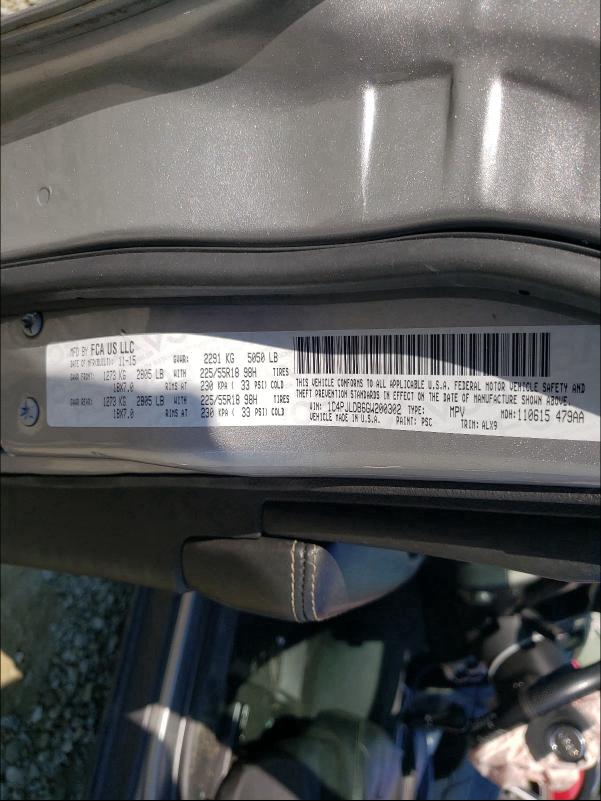 MFD BY FCA US LLC
DATE OF MFR(BUILT): 11-15 GVWR: 2291 KG 5050 LB
GAWR FRONT: 1273 KG 2805 LB WITH 225/55R18 98H TIRES
18X7.0 RIMS AT 230 KPA ( 33 PSI) COLD
GAWR REAR: 1273 KG 2805 LB WITH 225/55R18 98H TIRES
18X7.0 RIMS AT 230 KPA ( 33 PSI) COLD
THIS VEHICLE CONFORMS TO ALL APPLICABLE U.S.A. FEDERAL MOTOR VEHICLE SAFETY
AND THEFT PREVENTION STANDARDS IN EFFECT ON THE DATE OF MANUFACTURE SHOWN ABOVE.
VIN: 1C4PJLDB6GW200302 TYPE: MPV MDH: 110615 479AA
VEHICLE MADE IN U.S.A. PAINT: PSC TRIM: ALX9